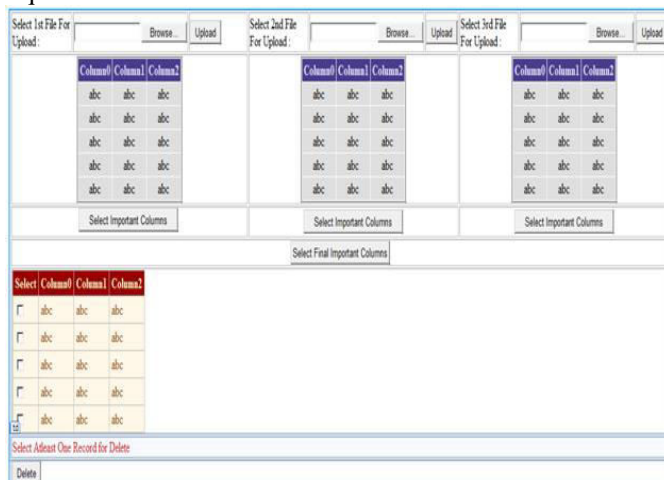 Select 1st File For Upload : Browse... Upload
Select 2nd File For Upload : Browse... Upload
Select 3rd File For Upload : Browse... Upload
Column0 Column1 Column2 Column0 Column1 Column2 Column0 Column1 Column2
abc abc abc abc abc abc abc abc abc
abc abc abc abc abc abc abc abc abc
abc abc abc abc abc abc abc abc abc
abc abc abc abc abc abc abc abc abc
abc abc abc abc abc abc abc abc abc
Select Important Columns Select Important Columns Select Important Columns
Select Final Important Columns
Select Column0 Column1 Column2
abc abc abc
abc abc abc
abc abc abc
abc abc abc
abc abc abc
Select Atleast One Record for Delete
Delete